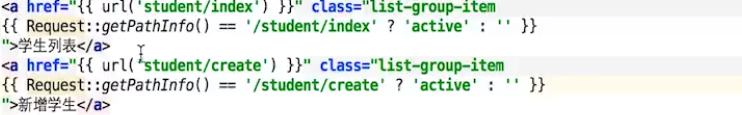 <a href="{{ url('student/index') }}" class="list-group-item
{{ Request::getPathInfo() == '/student/index' ? 'active' : '' }}
">学生列表</a>
<a href="{{ url('student/create') }}" class="list-group-item
{{ Request::getPathInfo() == '/student/create' ? 'active' : '' }}
">新增学生</a>